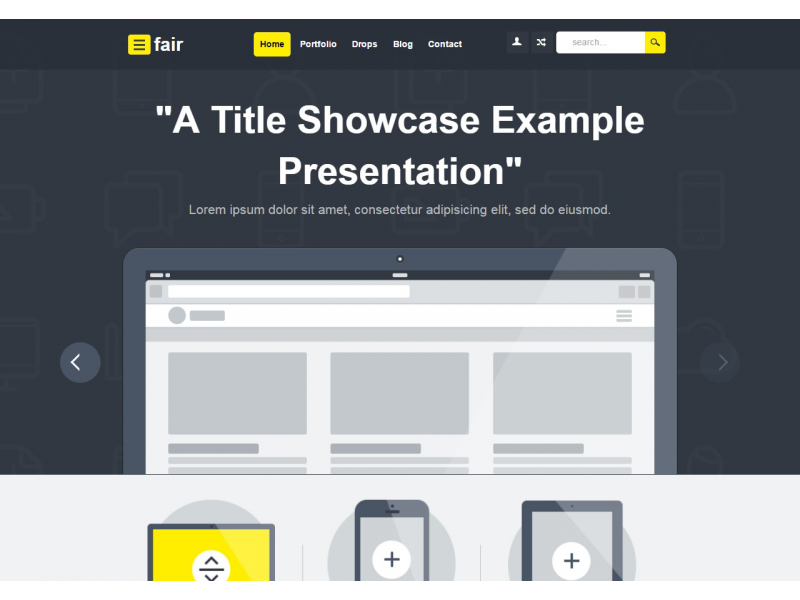 fair
Home Portfolio Drops Blog Contact
search...
"A Title Showcase Example
Presentation"
Lorem ipsum dolor sit amet, consectetur adipisicing elit, sed do eiusmod.